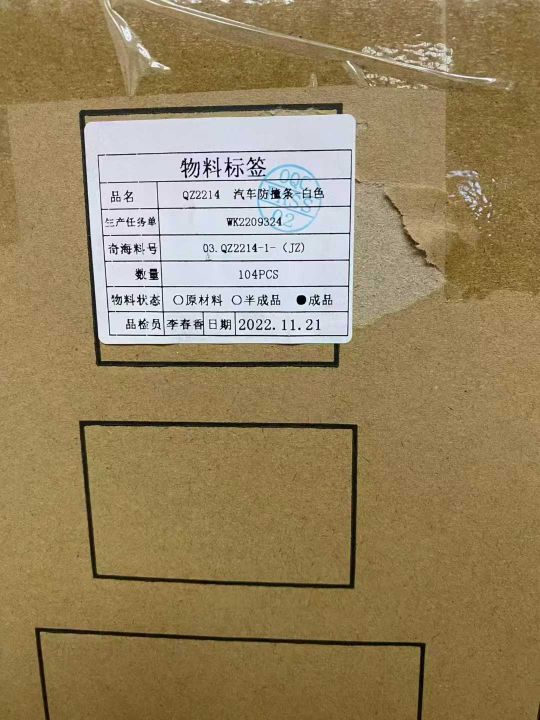 物料标签
品名 QZ2214 汽车防撞条-白色
生产任务单 WK2209324
奇海料号 03.QZ2214-1-（JZ）
数量 104PCS
物料状态 ○原材料 ○半成品 ●成品
品检员 李春香 日期 2022.11.21